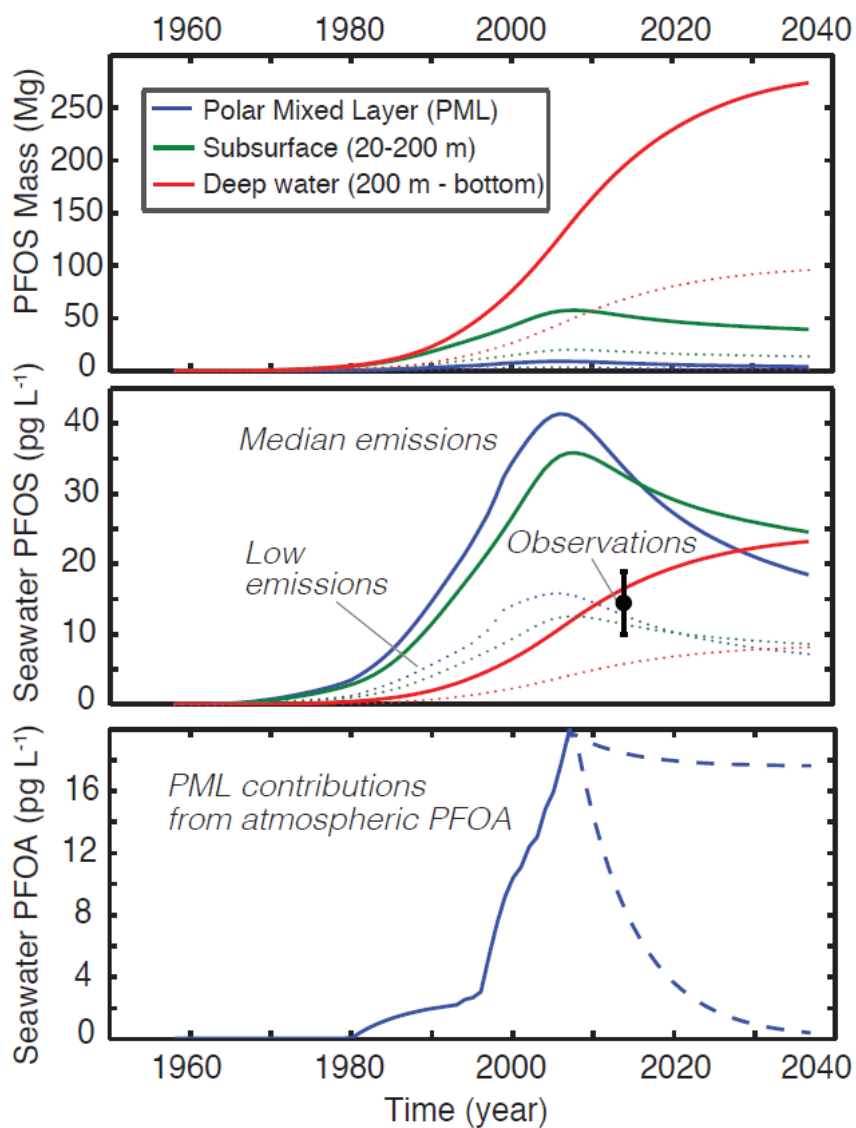 1960 1980 2000 2020 2040
PFOS Mass (Mg)
250
200
150
100
50
0
Polar Mixed Layer (PML)
Subsurface (20-200 m)
Deep water (200 m - bottom)
Seawater PFOS (pg L⁻¹)
40
30
20
10
0
Median emissions
Low
emissions
Observations
Seawater PFOA (pg L⁻¹)
16
12
8
4
0
PML contributions
from atmospheric PFOA
1960 1980 2000 2020 2040
Time (year)